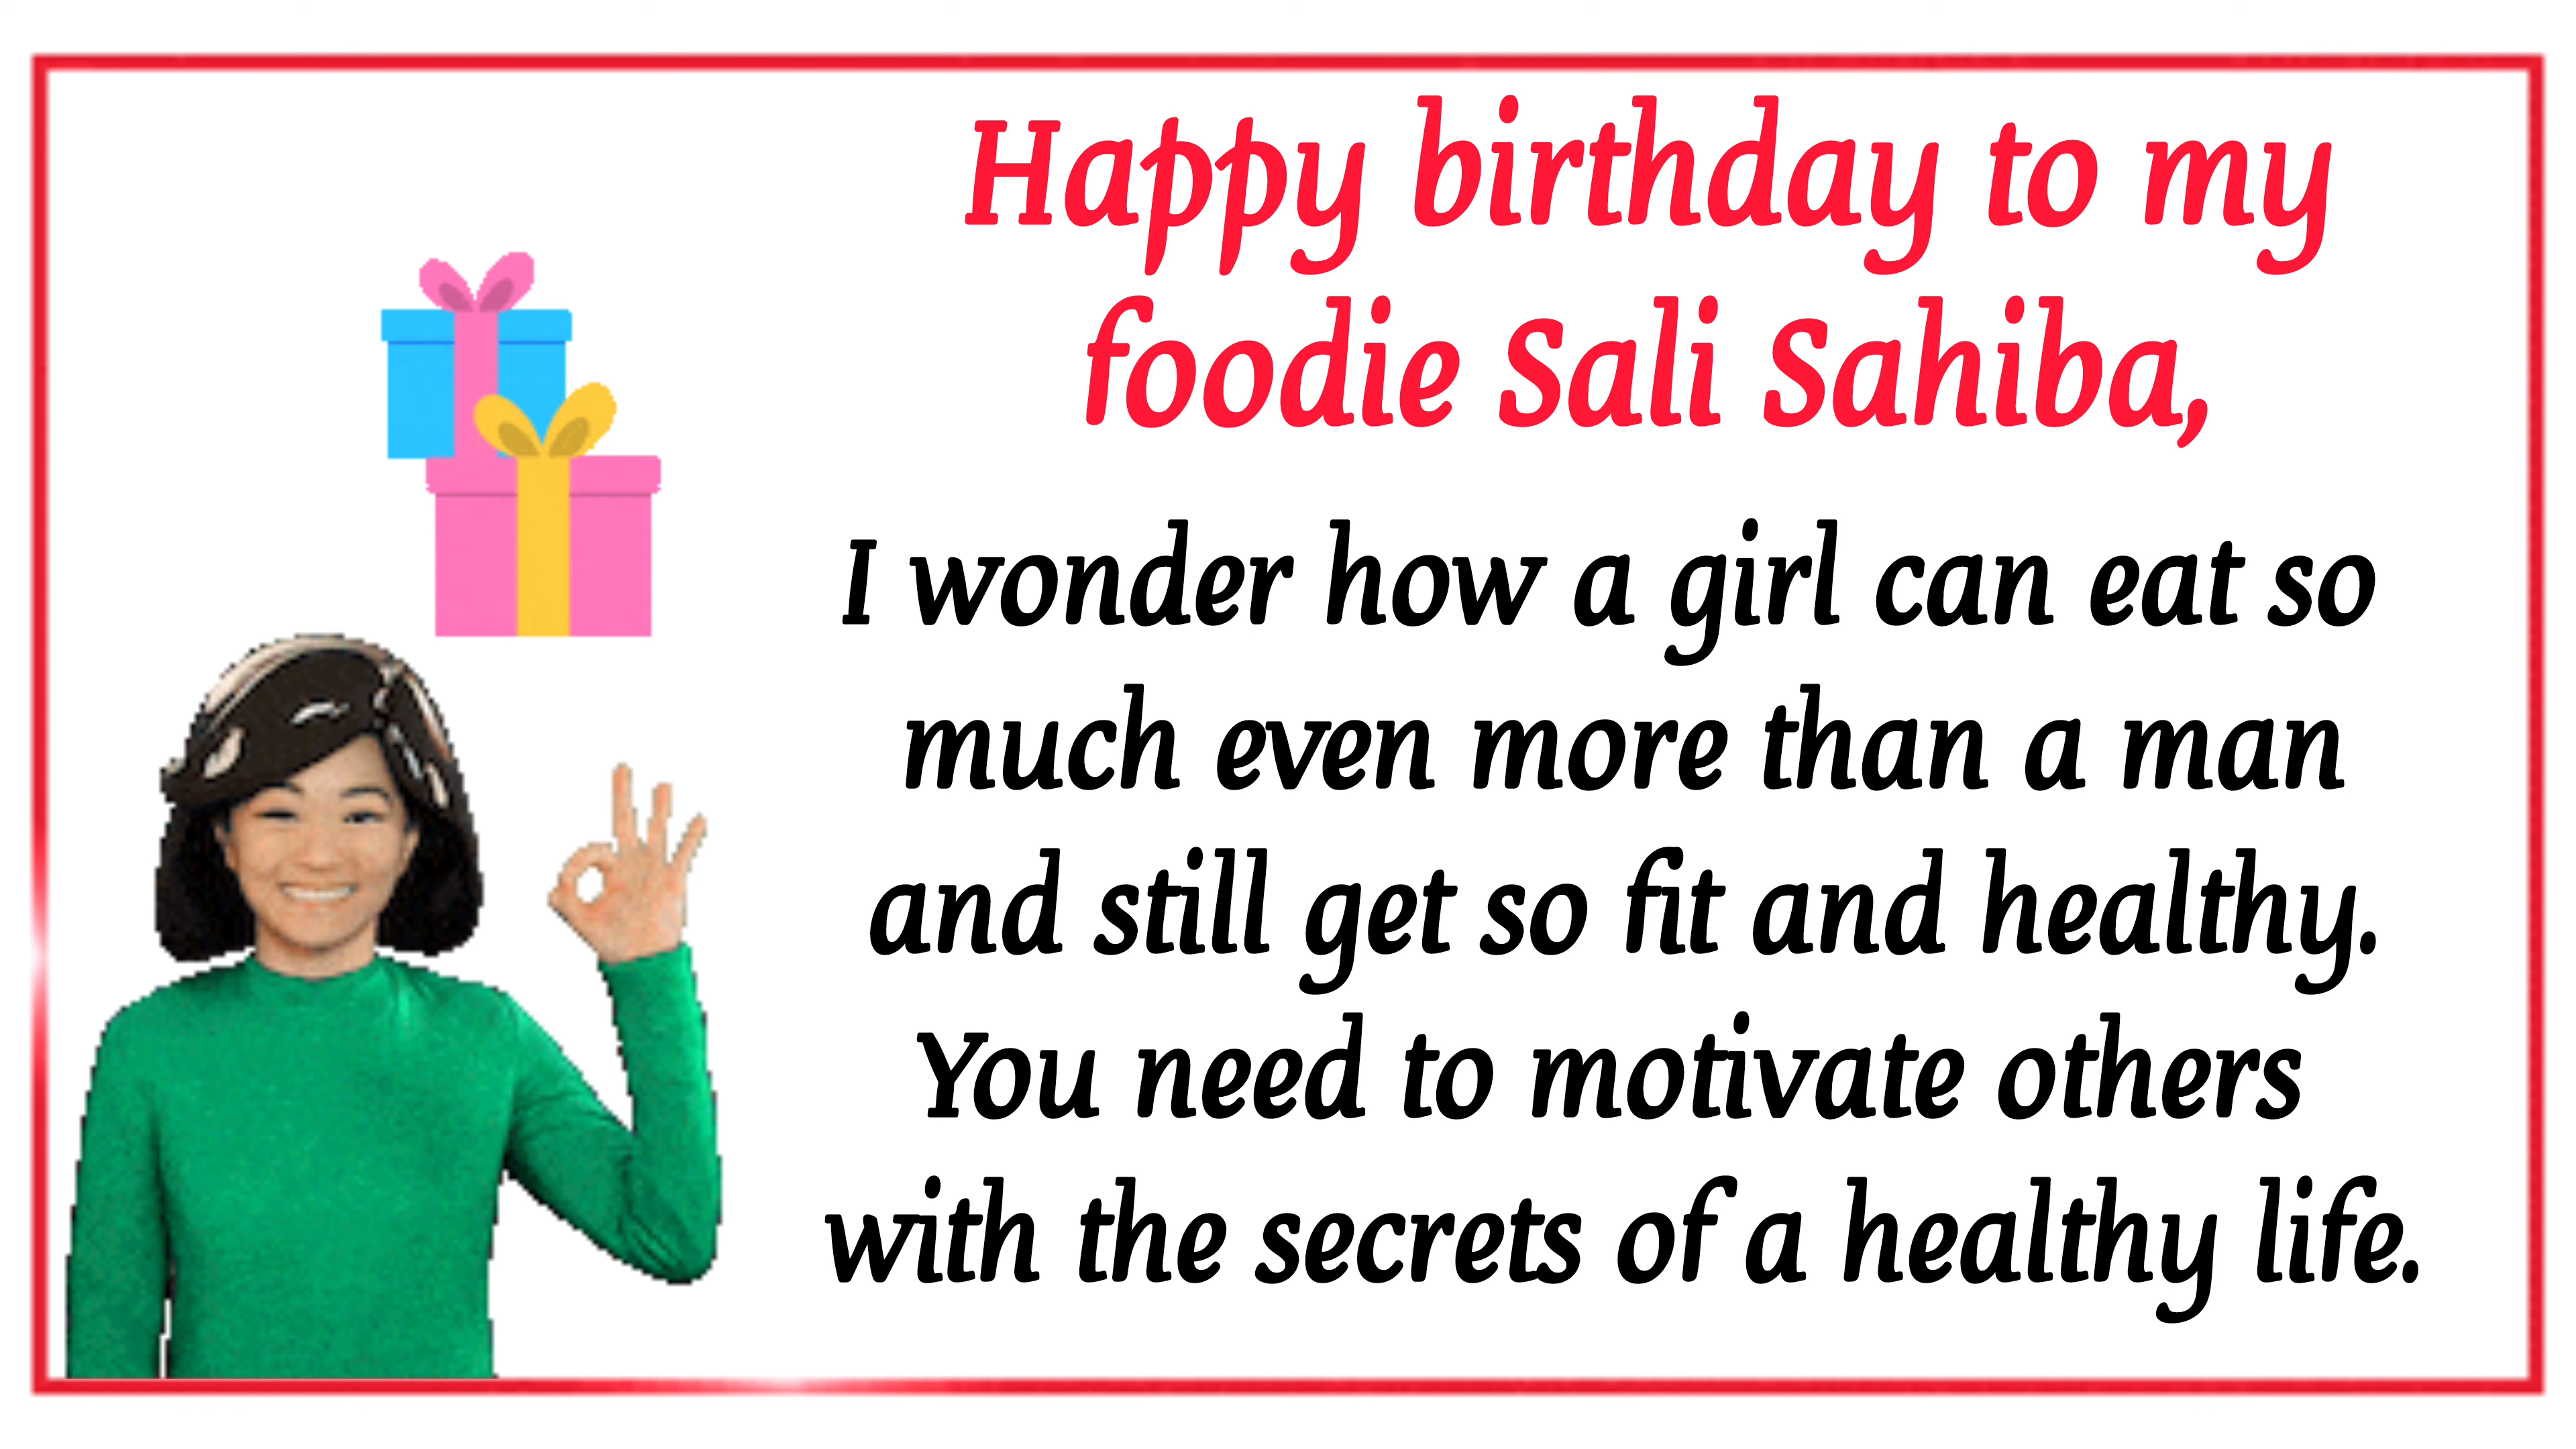 Happy birthday to my
foodie Sali Sahiba,
I wonder how a girl can eat so
much even more than a man
and still get so fit and healthy.
You need to motivate others
with the secrets of a healthy life.